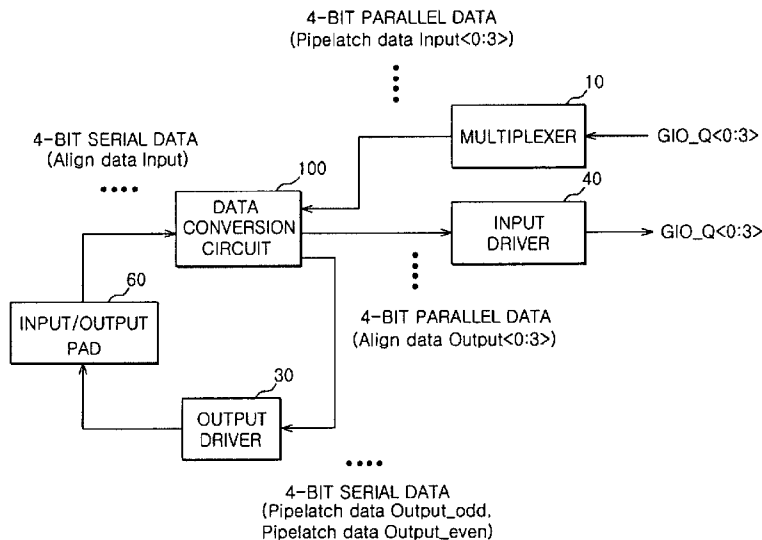 4-BIT PARALLEL DATA
(Pipelatch data Input<0:3>)
10
MULTIPLEXER
GIO_Q<0:3>
4-BIT SERIAL DATA
(Align data Input)
100
DATA
CONVERSION
CIRCUIT
40
INPUT
DRIVER
GIO_Q<0:3>
60
INPUT/OUTPUT
PAD
4-BIT PARALLEL DATA
(Align data Output<0:3>)
30
OUTPUT
DRIVER
4-BIT SERIAL DATA
(Pipelatch data Output_odd,
Pipelatch data Output_even)